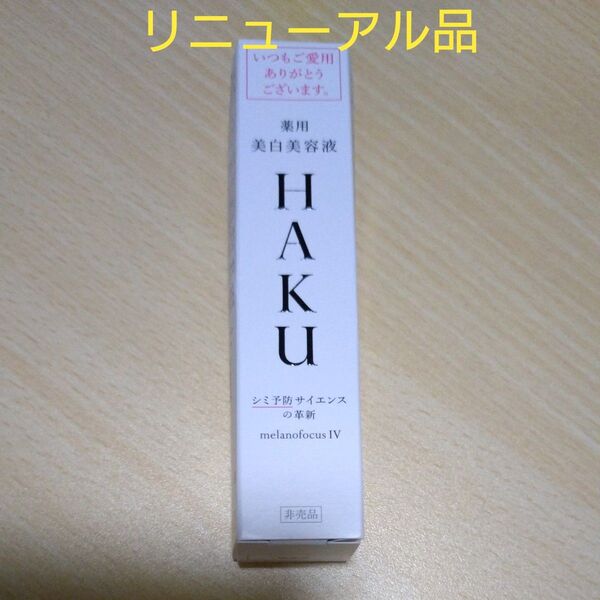 リニューアル品
いつもご愛用
ありがとう
ございます。
薬用
美白美容液
HAKU
シミ予防サイエンス
の革新
melanofocus IV
非売品